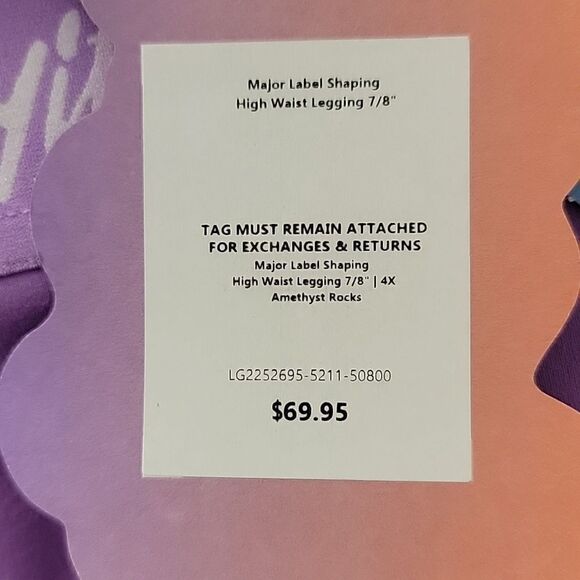 Major Label Shaping
High Waist Legging 7/8"
TAG MUST REMAIN ATTACHED
FOR EXCHANGES & RETURNS
Major Label Shaping
High Waist Legging 7/8" | 4X
Amethyst Rocks
LG2252695-5211-50800
$69.95